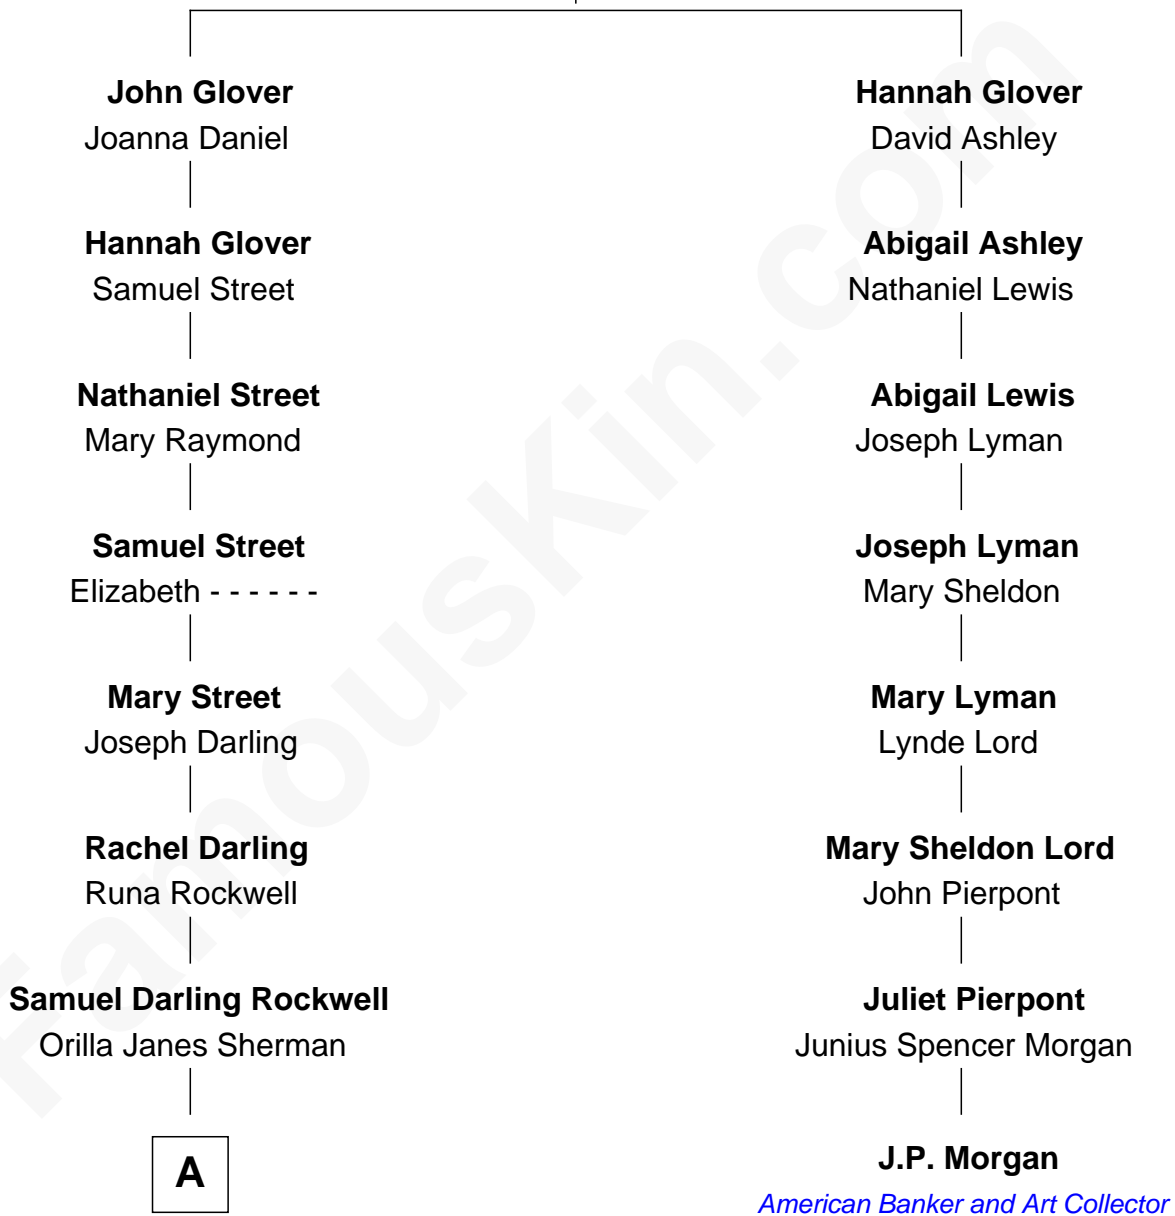 John Glover
Joanna Daniel
Hannah Glover
Samuel Street
Nathaniel Street
Mary Raymond
Samuel Street
Elizabeth - - - - - -
Mary Street
Joseph Darling
Rachel Darling
Runa Rockwell
Samuel Darling Rockwell
Orilla Janes Sherman
A
Hannah Glover
David Ashley
Abigail Ashley
Nathaniel Lewis
Abigail Lewis
Joseph Lyman
Joseph Lyman
Mary Sheldon
Mary Lyman
Lynde Lord
Mary Sheldon Lord
John Pierpont
Juliet Pierpont
Junius Spencer Morgan
J.P. Morgan
American Banker and Art Collector
FamousKin.com